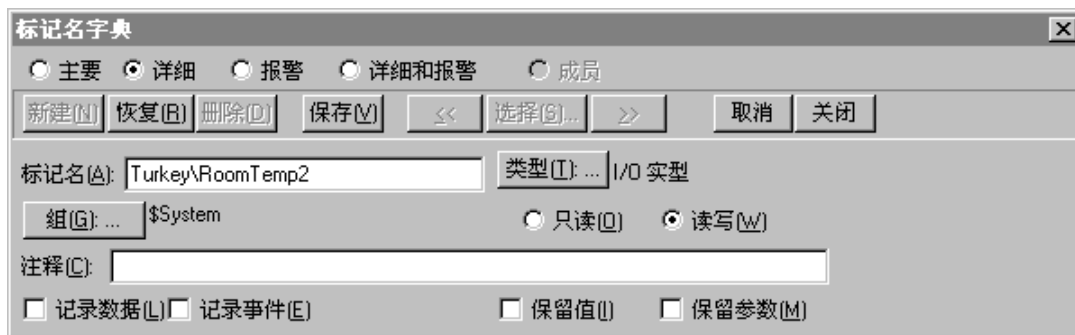 标记名字典
主要 详细 报警 详细和报警 成员
新建(N) 恢复(R) 删除(D) 保存(V) << 选择(S)... >> 取消 关闭
标记名(A): Turkey\RoomTemp2 类型(T): ... I/O 实型
组(G): ... $System 只读(O) 读写(W)
注释(C):
记录数据(L) 记录事件(E) 保留值(I) 保留参数(M)